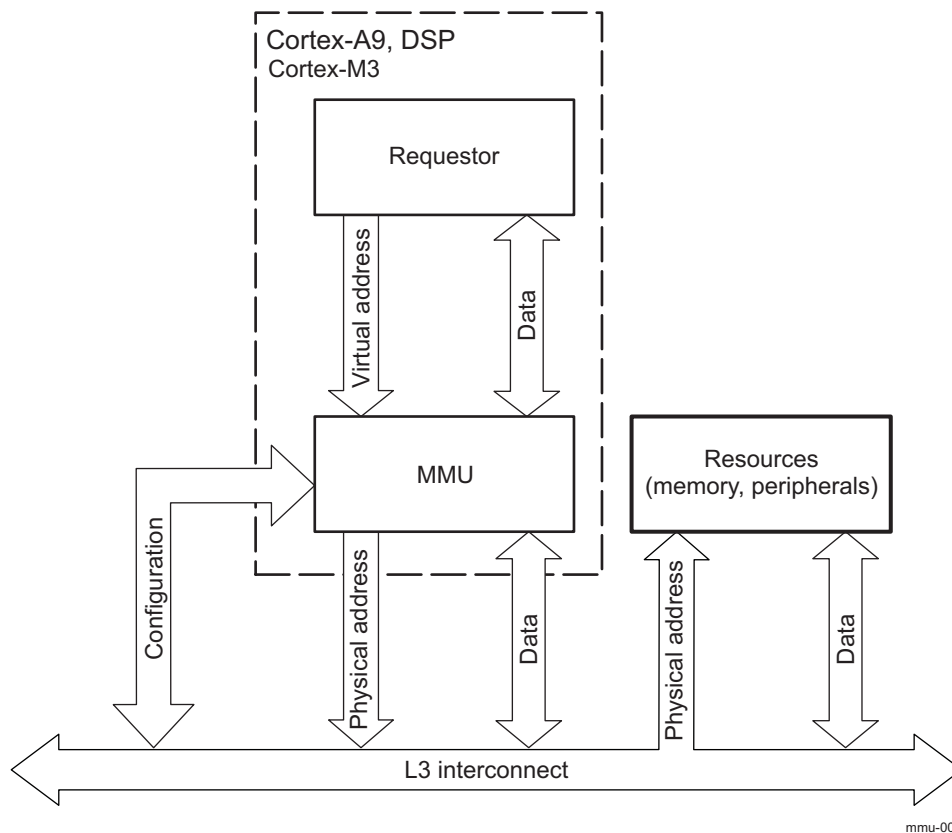 Cortex-A9, DSP
Cortex-M3
Requestor
Virtual address
Data
MMU
Resources
(memory, peripherals)
Configuration
Physical address
Data
Physical address
Data
L3 interconnect